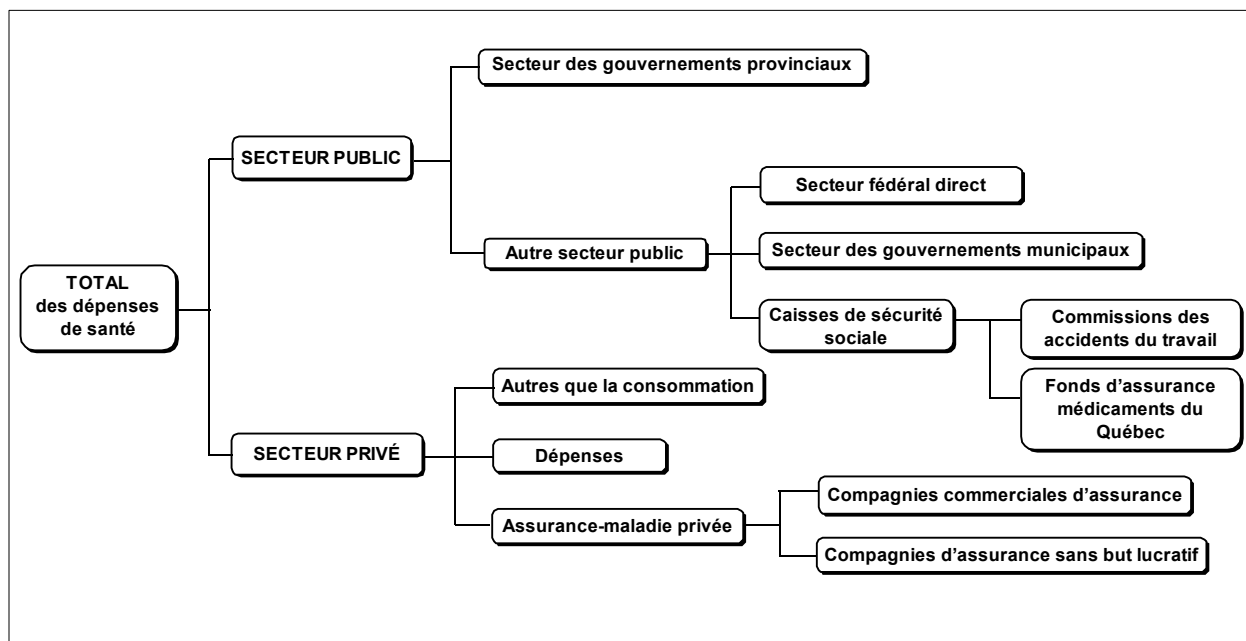 Secteur des gouvernements provinciaux
SECTEUR PUBLIC
Secteur fédéral direct
Autre secteur public
Secteur des gouvernements municipaux
TOTAL
des dépenses
de santé
Caisses de sécurité
sociale
Commissions des
accidents du travail
Fonds d’assurance
médicaments du
Québec
Autres que la consommation
SECTEUR PRIVÉ
Dépenses
Assurance-maladie privée
Compagnies commerciales d’assurance
Compagnies d’assurance sans but lucratif